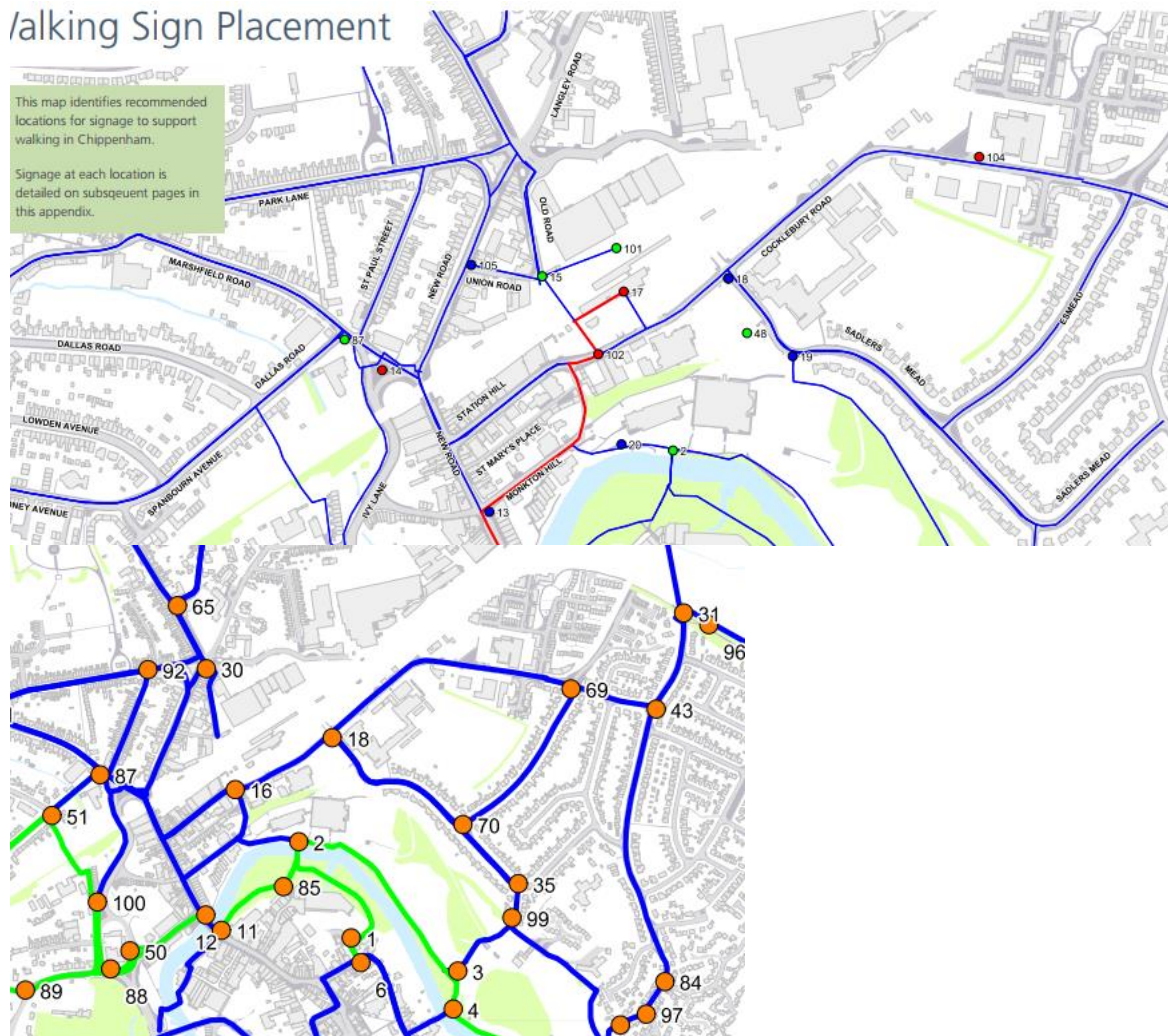 /alking Sign Placement
This map identifies recommended
locations for signage to support
walking in Chippenham.
Signage at each location is
detailed on subsqeuent pages in
this appendix.
LANGLEY ROAD
104
PARK LANE
OLD ROAD
COCKLEBURY ROAD
ST PAUL STREET
101
MARSHFIELD ROAD
NEW ROAD
105
UNION ROAD
15
18
17
ESMEAD
DALLAS ROAD
87
48
SADLERS
MEAD
102
19
DALLAS ROAD
14
STATION HILL
LOWDEN AVENUE
NEW ROAD
ST MARY'S PLACE
20
2
SPANBOURN AVENUE
MONKTON HILL
SADLERS MEAD
IVY LANE
DNEY AVENUE
13
65
31
96
92
30
69
43
18
87
16
51
2
70
85
35
100
12
11
99
50
1
6
3
88
84
89
4
97